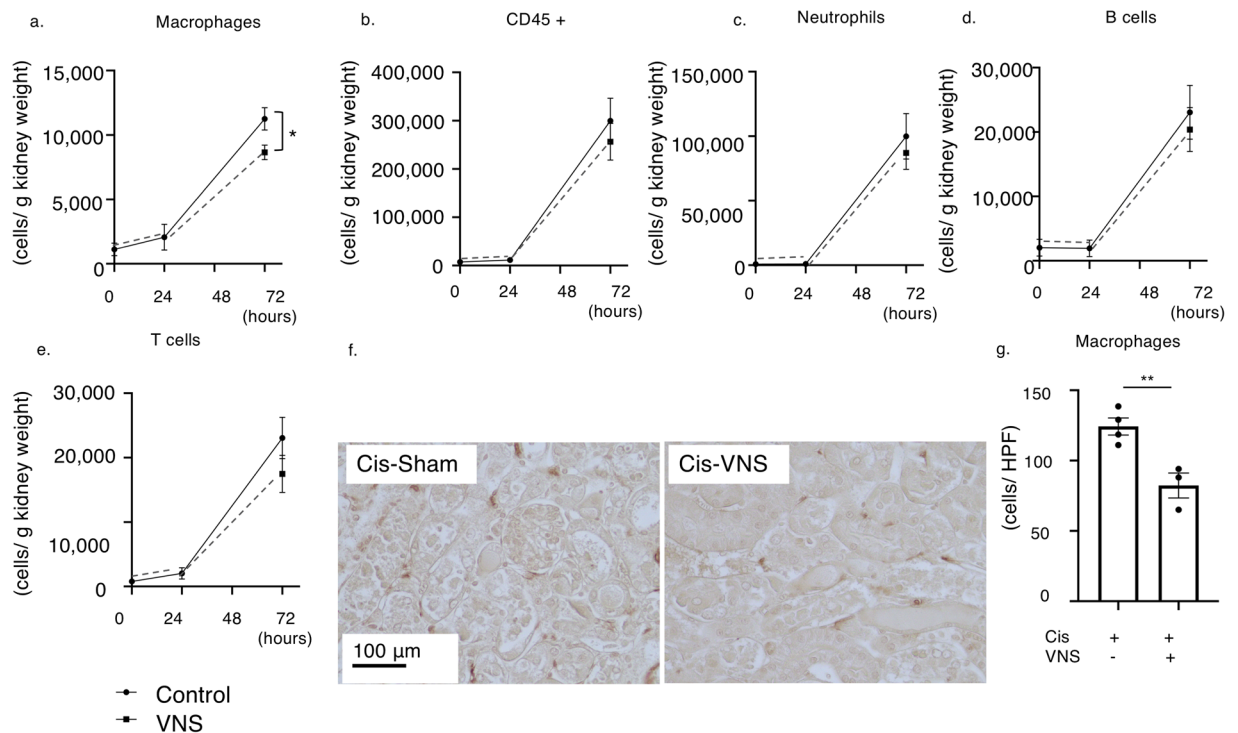 a.
Macrophages
(cells/ g kidney weight)
15,000
10,000
5,000
0
*
0 24 48 72
(hours)
b.
CD45 +
(cells/ g kidney weight)
400,000
300,000
200,000
100,000
0
0 24 48 72
(hours)
c.
Neutrophils
(cells/ g kidney weight)
150,000
100,000
50,000
0
0 24 48 72
(hours)
d.
B cells
(cells/ g kidney weight)
30,000
20,000
10,000
0
0 24 48 72
(hours)
e.
T cells
(cells/ g kidney weight)
30,000
20,000
10,000
0
0 24 48 72
(hours)
Control
VNS
f.
Cis-Sham
100 µm
Cis-VNS
g.
Macrophages
**
(cells/ HPF)
150
100
50
0
Cis + +
VNS - +